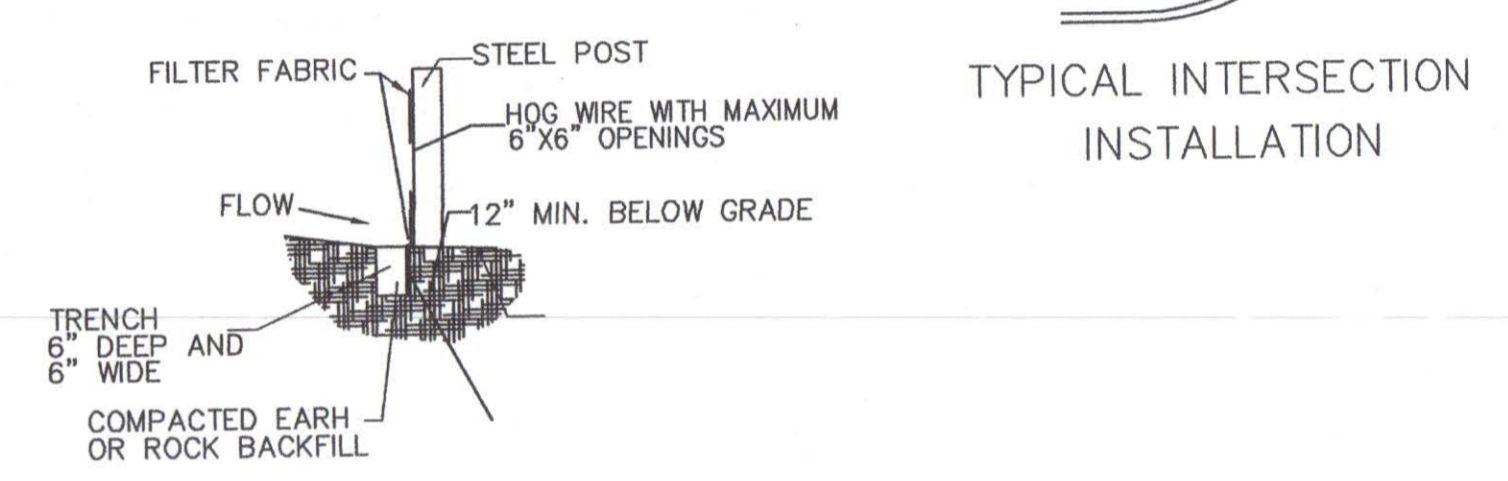 STEEL POST
FILTER FABRIC
HOG WIRE WITH MAXIMUM
6"X6" OPENINGS
FLOW
12" MIN. BELOW GRADE
TRENCH
6" DEEP AND
6" WIDE
COMPACTED EARH
OR ROCK BACKFILL
TYPICAL INTERSECTION
INSTALLATION